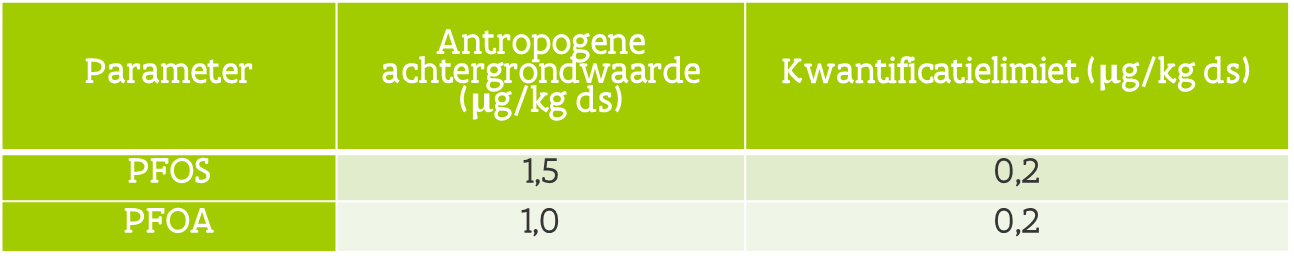 Parameter
Antropogene
achtergrondwaarde
(µg/kg ds)
Kwantificatielimiet (µg/kg ds)
PFOS 1,5 0,2
PFOA 1,0 0,2